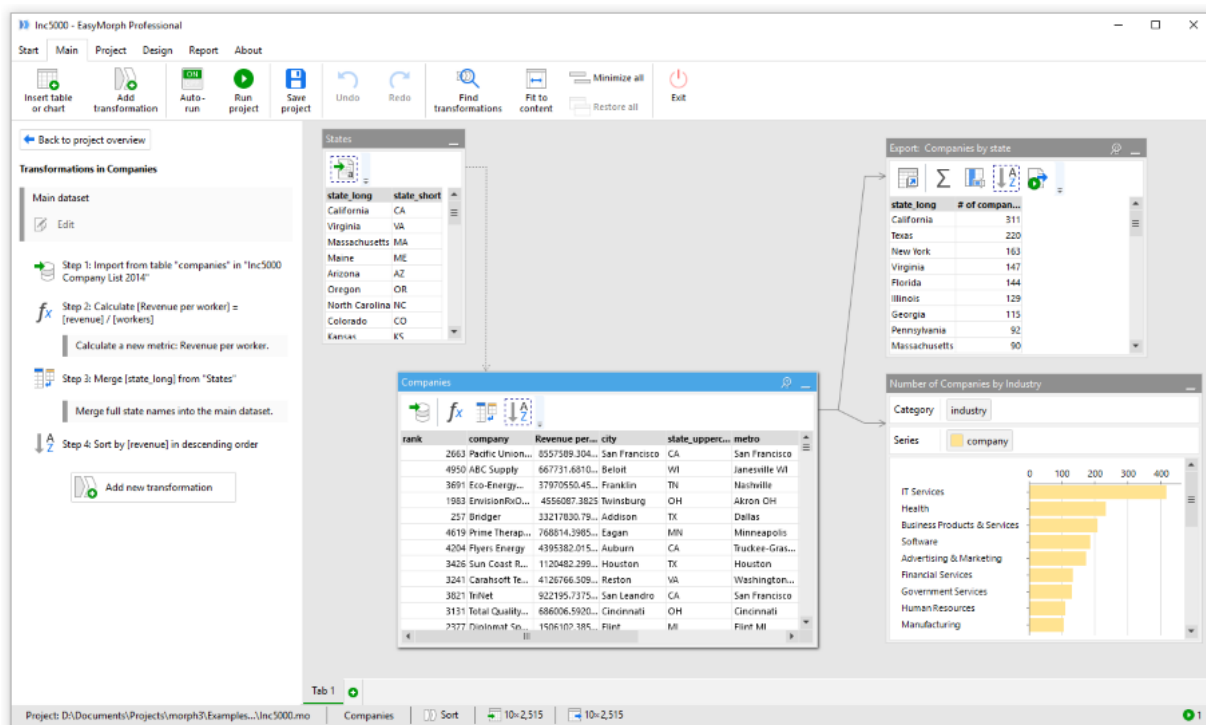 Inc5000 - EasyMorph Professional
Start Main Project Design Report About
Insert table or chart
Add transformation
Auto-run
ON
Run project
Save project
Undo
Redo
Find transformations
Fit to content
Minimize all
Restore all
Exit
Back to project overview
Transformations in Companies
Main dataset
Edit
Step 1: Import from table "companies" in "Inc5000
Company List 2014"
Step 2: Calculate [Revenue per worker] =
[revenue] / [workers]
Calculate a new metric: Revenue per worker.
Step 3: Merge [state_long] from "States"
Merge full state names into the main dataset.
Step 4: Sort by [revenue] in descending order
Add new transformation
States
state_long state_short
California CA
Virginia VA
Massachusetts MA
Maine ME
Arizona AZ
Oregon OR
North Carolina NC
Colorado CO
Kansas KS
Export: Companies by state
state_long # of compan...
California 311
Texas 220
New York 163
Virginia 147
Florida 144
Illinois 129
Georgia 115
Pennsylvania 92
Massachusetts 90
Companies
rank company Revenue per... city state_upperc... metro
2663 Pacific Union... 8557589.304... San Francisco CA San Francisco
4950 ABC Supply 667731.6810... Beloit WI Janesville WI
3691 Eco-Energy... 37970550.45... Franklin TN Nashville
1983 EnvisionRxO... 4556087.3825 Twinsburg OH Akron OH
257 Bridger 33217830.79... Addison TX Dallas
4619 Prime Therap... 768814.3985... Eagan MN Minneapolis
4204 Flyers Energy 4395382.015... Auburn CA Truckee-Gras...
3426 Sun Coast R... 1120482.299... Houston TX Houston
3241 Carahsoft Te... 4126766.509... Reston VA Washington...
3821 TriNet 922195.7375... San Leandro CA San Francisco
3131 Total Quality... 686006.5920... Cincinnati OH Cincinnati
2377 Diplomat Sp... 1506102.385... Flint MI Flint MI
Number of Companies by Industry
Category industry
Series company
0 100 200 300 400
IT Services
Health
Business Products & Services
Software
Advertising & Marketing
Financial Services
Government Services
Human Resources
Manufacturing
Tab 1
Project: D:\Documents\Projects\morph3\Examples...\Inc5000.mo Companies Sort 10×2,515 10×2,515 1